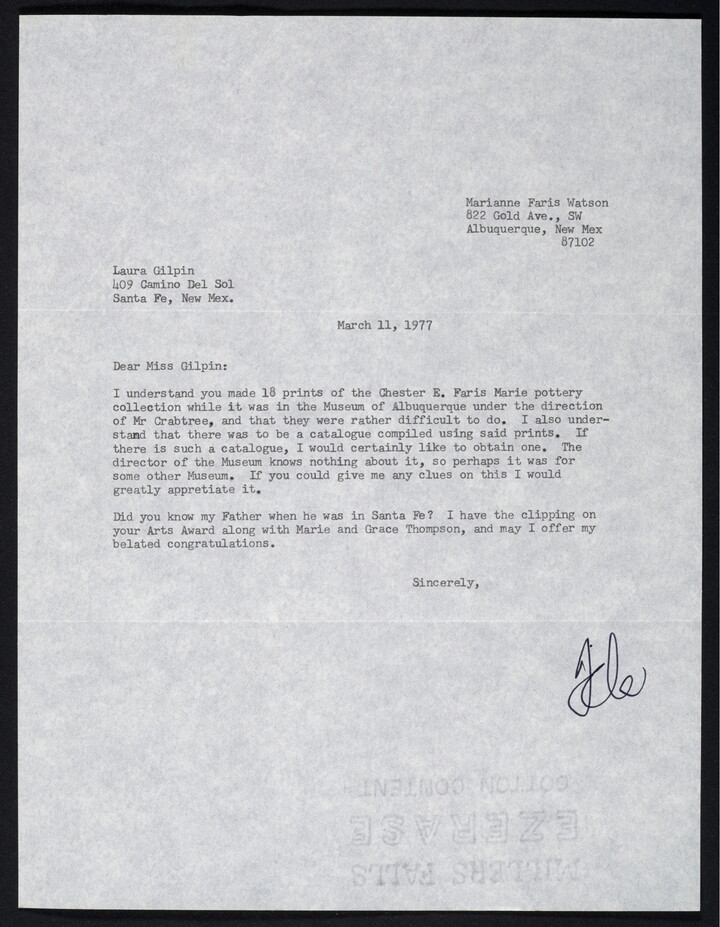 Marianne Faris Watson
822 Gold Ave., SW
Albuquerque, New Mex
87102
Laura Gilpin
409 Camino Del Sol
Santa Fe, New Mex.
March 11, 1977
Dear Miss Gilpin:
I understand you made 18 prints of the Chester E. Faris Marie pottery
collection while it was in the Museum of Albuquerque under the direction
of Mr Crabtree, and that they were rather difficult to do. I also under-
stand that there was to be a catalogue compiled using said prints. If
there is such a catalogue, I would certainly like to obtain one. The
director of the Museum knows nothing about it, so perhaps it was for
some other Museum. If you could give me any clues on this I would
greatly appretiate it.
Did you know my Father when he was in Santa Fe? I have the clipping on
your Arts Award along with Marie and Grace Thompson, and may I offer my
belated congratulations.
Sincerely,
File
COTTON CONTENT
EZERASE
MILLERS FALLS